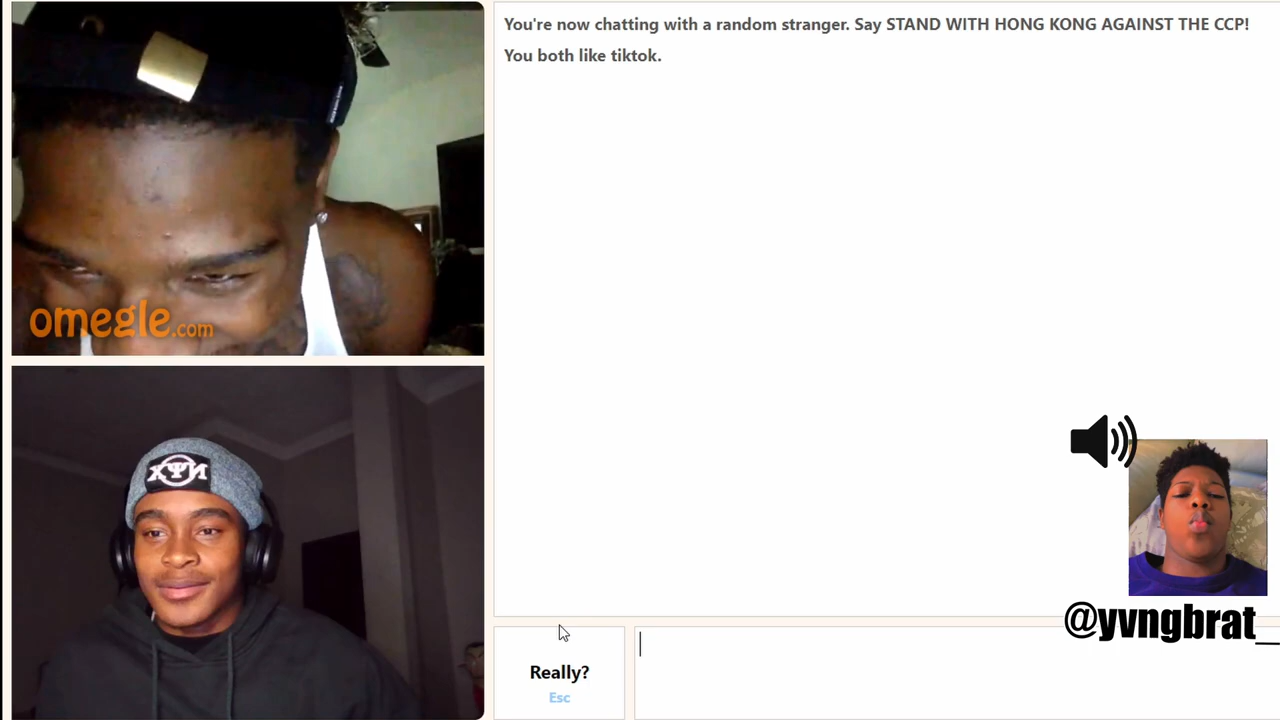 You're now chatting with a random stranger. Say STAND WITH HONG KONG AGAINST THE CCP!
You both like tiktok.
omegle.com
ΧΨΝ
Really?
Esc
@yvngbrat_